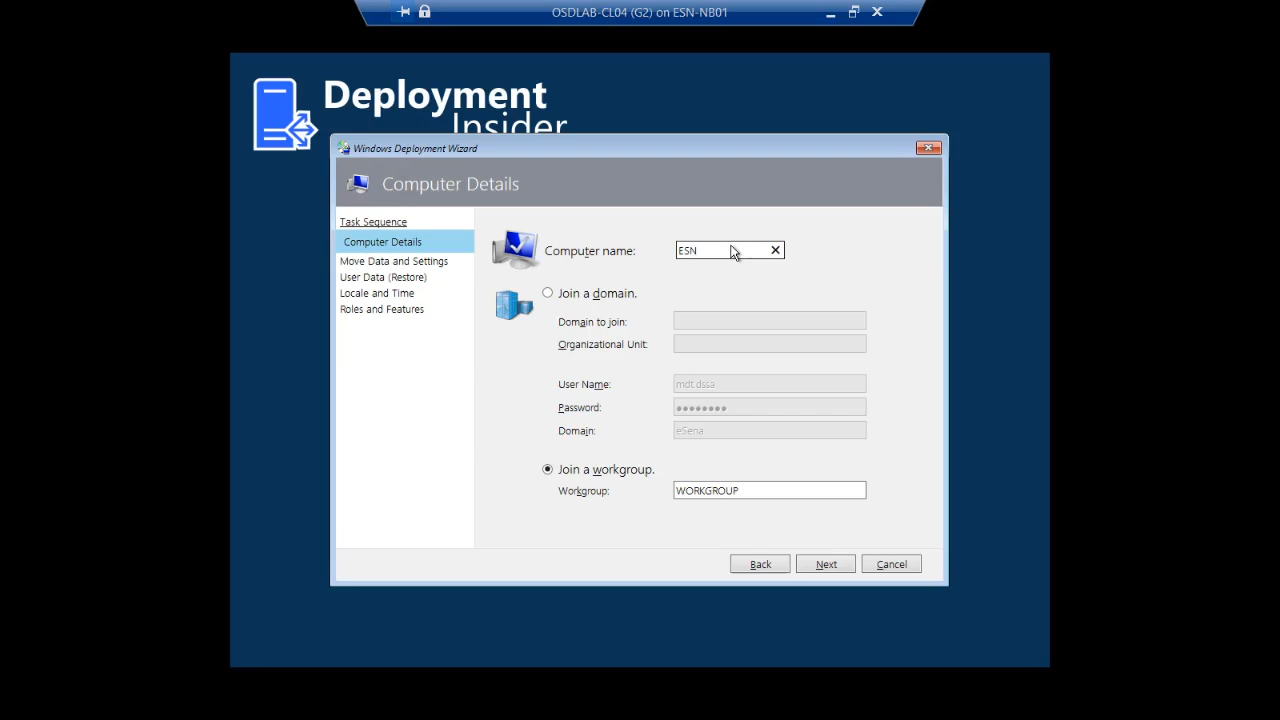 OSDLAB-CL04 (G2) on ESN-NB01
Deployment
Insider
Windows Deployment Wizard
Computer Details
Task Sequence
Computer Details
Move Data and Settings
User Data (Restore)
Locale and Time
Roles and Features
Computer name: ESN
Join a domain.
Domain to join:
Organizational Unit:
User Name: mdt.dssa
Password: ●●●●●●●●
Domain: eSena
Join a workgroup.
Workgroup: WORKGROUP
Back Next Cancel